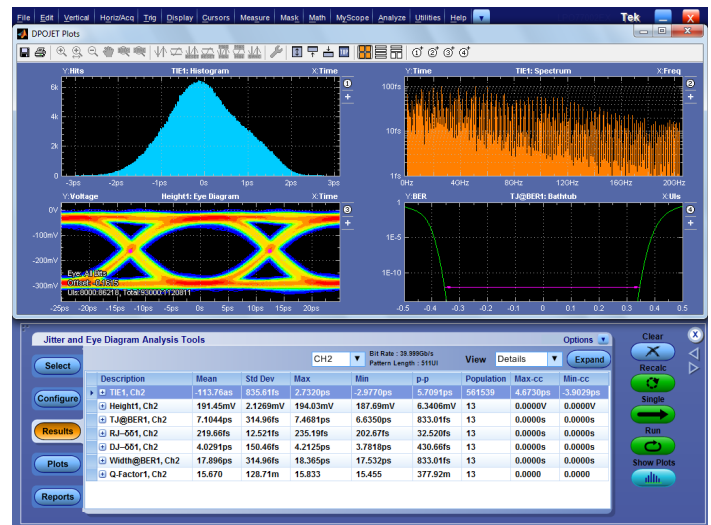 File Edit Vertical Horiz/Acq Trig Display Cursors Measure Mask Math MyScope Analyze Utilities Help Tek X
DPOJET Plots
Y:Hits TIE1: Histogram X:Time
6k
4k
2k
0
-3ps -2ps -1ps 0s 1ps 2ps 3ps
1
+
Y:Time TIE1: Spectrum X:Freq
100fs
10fs
1fs
0Hz 40GHz 80GHz 120GHz 160GHz 200GHz
2
+
Y:Voltage Height1: Eye Diagram X:Time
0V
-100mV
-200mV
-300mV
Eye: All Bits
Offset: -0.1615
UIs:8000:86218, Total:93000:1120811
-25ps -20ps -15ps -10ps -5ps 0s 5ps 10ps 15ps 20ps 25ps
3
+
Y:BER TJ@BER1: Bathtub X:UIs
1
1E-5
1E-10
-0.5 -0.4 -0.3 -0.2 -0.1 0 0.1 0.2 0.3 0.4 0.5
4
+
Jitter and Eye Diagram Analysis Tools Options
Select
Configure
Results
Plots
Reports
CH2
Bit Rate : 39.999Gb/s
Pattern Length : 511UI
View Details Expand
Description Mean Std Dev Max Min p-p Population Max-cc Min-cc
TIE1, Ch2 -113.76as 835.61fs 2.7320ps -2.9770ps 5.7091ps 561539 4.6730ps -3.9029ps
Height1, Ch2 191.45mV 2.1269mV 194.03mV 187.69mV 6.3406mV 13 0.0000V 0.0000V
TJ@BER1, Ch2 7.1044ps 314.96fs 7.4681ps 6.6350ps 833.01fs 13 0.0000s 0.0000s
RJ-δδ1, Ch2 219.66fs 12.521fs 235.19fs 202.67fs 32.520fs 13 0.0000s 0.0000s
DJ-δδ1, Ch2 4.0291ps 150.46fs 4.2125ps 3.7818ps 430.66fs 13 0.0000s 0.0000s
Width@BER1, Ch2 17.896ps 314.96fs 18.365ps 17.532ps 833.01fs 13 0.0000s 0.0000s
Q-Factor1, Ch2 15.670 128.71m 15.833 15.455 377.92m 13 0.0000 0.0000
Clear
Recalc
Single
Run
Show Plots